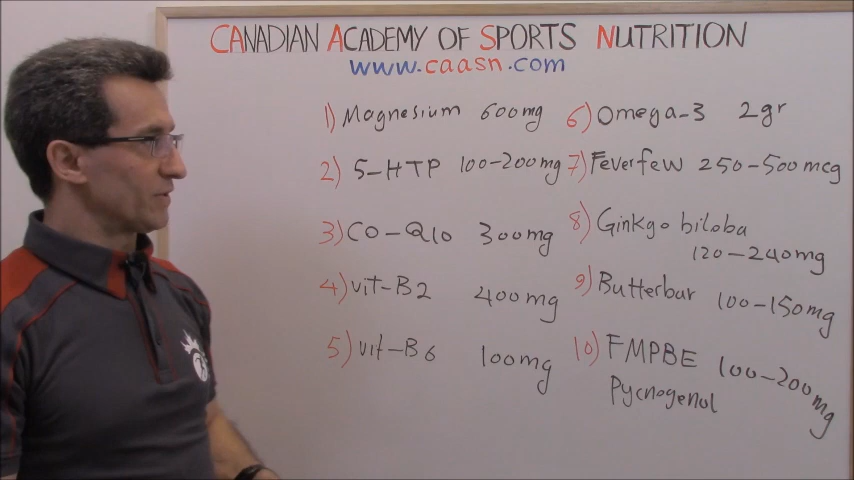 CANADIAN ACADEMY OF SPORTS NUTRITION
www.caasn.com
1) Magnesium 600mg
2) 5-HTP 100-200mg
3) CO-Q10 300mg
4) vit-B2 400mg
5) vit-B6 100mg
6) Omega-3 2gr
7) Feverfew 250-500mcg
8) Ginkgo biloba
120-240mg
9) Butterbur 100-150mg
10) FMPBE 100-200mg
Pycnogenol